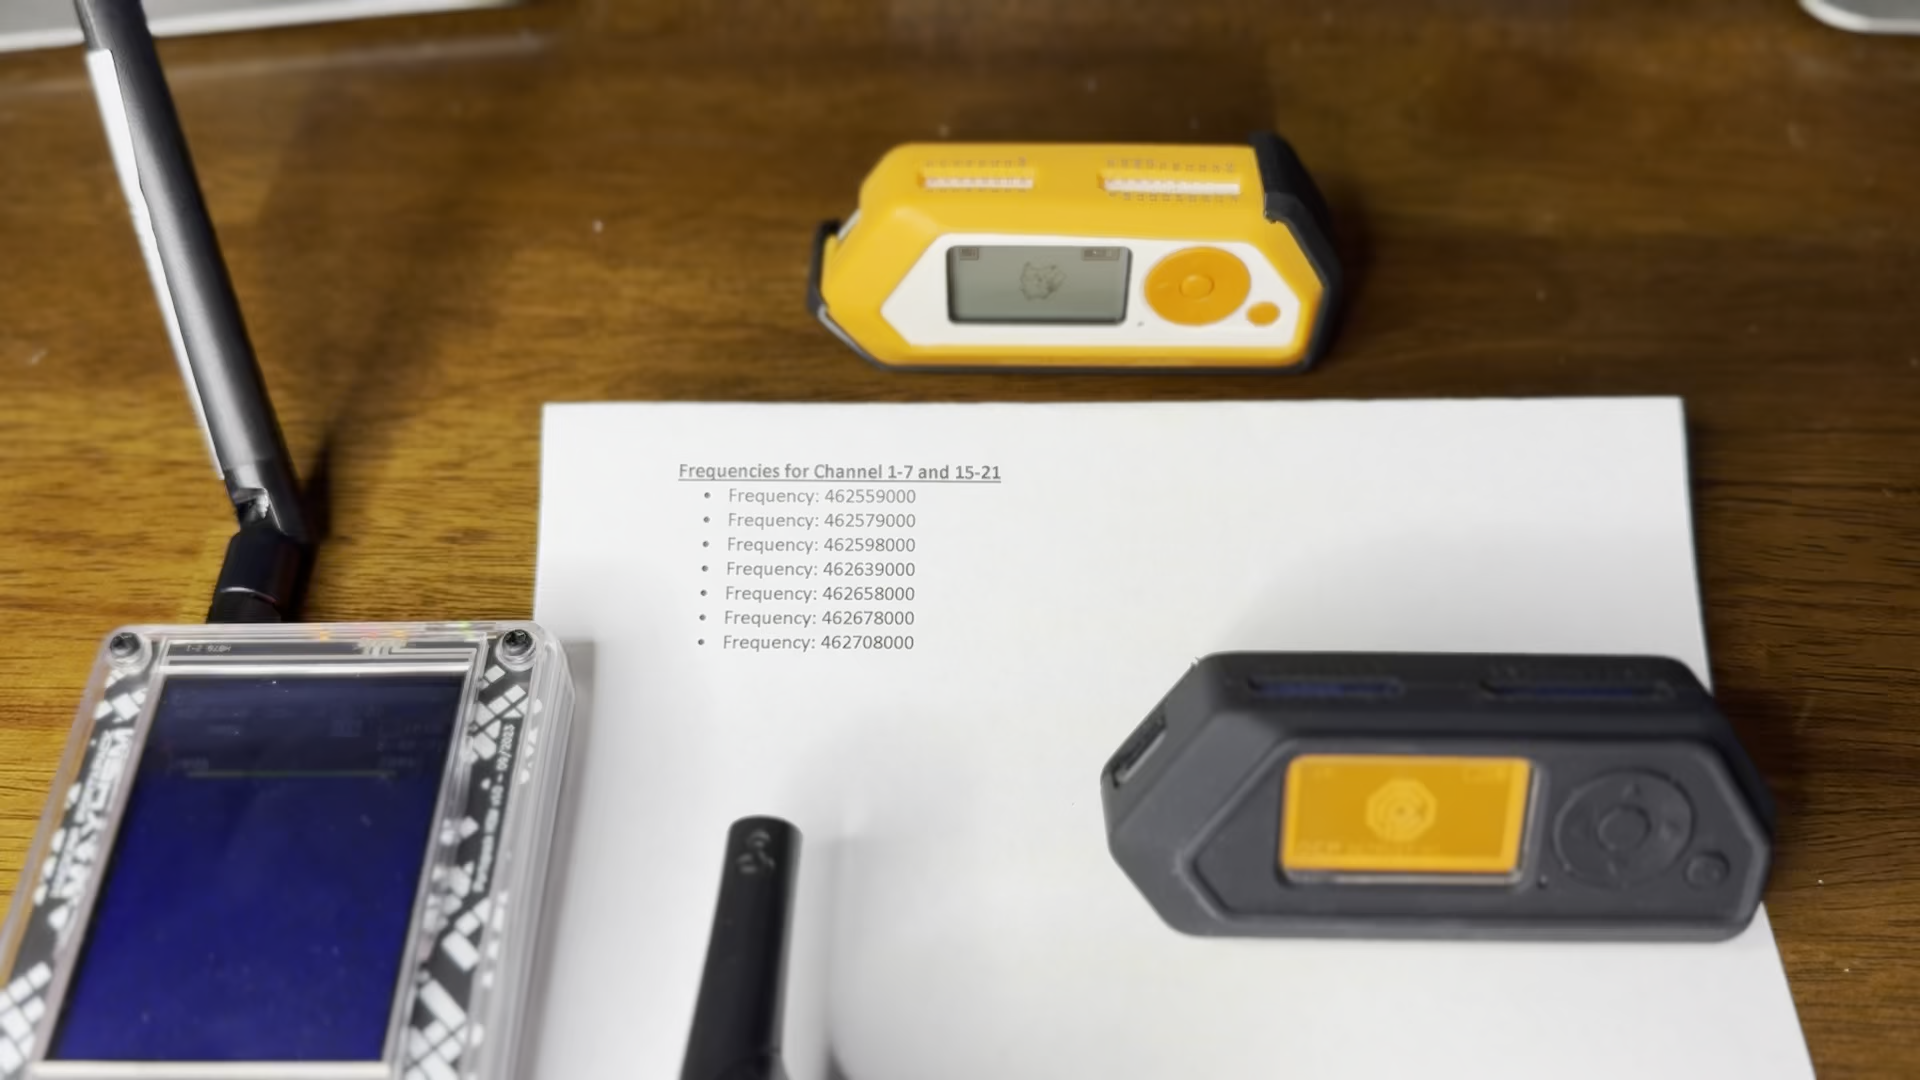 Frequencies for Channel 1-7 and 15-21
• Frequency: 462559000
• Frequency: 462579000
• Frequency: 462598000
• Frequency: 462639000
• Frequency: 462658000
• Frequency: 462678000
• Frequency: 462708000